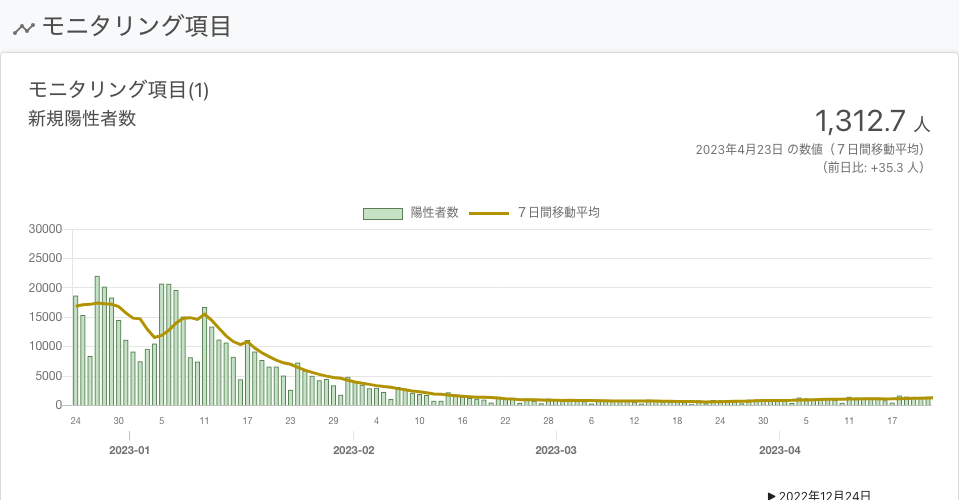 モニタリング項目
モニタリング項目(1)
新規陽性者数
1,312.7 人
2023年4月23日 の数値（７日間移動平均）
（前日比: +35.3 人）
陽性者数 ７日間移動平均
30000
25000
20000
15000
10000
5000
0
24 30 5 11 17 23 29 4 10 16 22 28 6 12 18 24 30 5 11 17
2023-01 2023-02 2023-03 2023-04
▶ 2022年12月24日